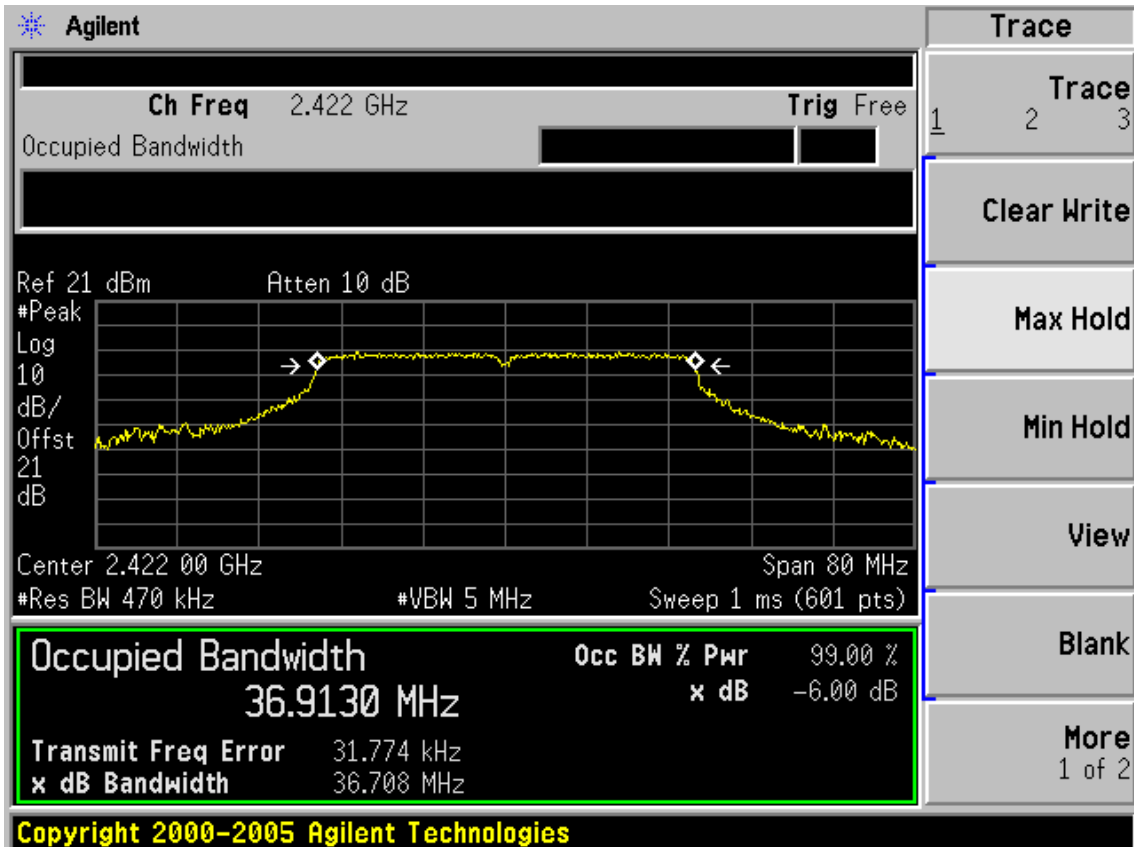 Agilent
Trace
Ch Freq 2.422 GHz Trig Free
Occupied Bandwidth
Trace
1 2 3
Clear Write
Max Hold
Min Hold
View
Blank
More
1 of 2
Ref 21 dBm Atten 10 dB
#Peak
Log
10
dB/
Offst
21
dB
Center 2.422 00 GHz Span 80 MHz
#Res BW 470 kHz #VBW 5 MHz Sweep 1 ms (601 pts)
Occupied Bandwidth Occ BW % Pwr 99.00 %
36.9130 MHz x dB -6.00 dB
Transmit Freq Error 31.774 kHz
x dB Bandwidth 36.708 MHz
Copyright 2000-2005 Agilent Technologies